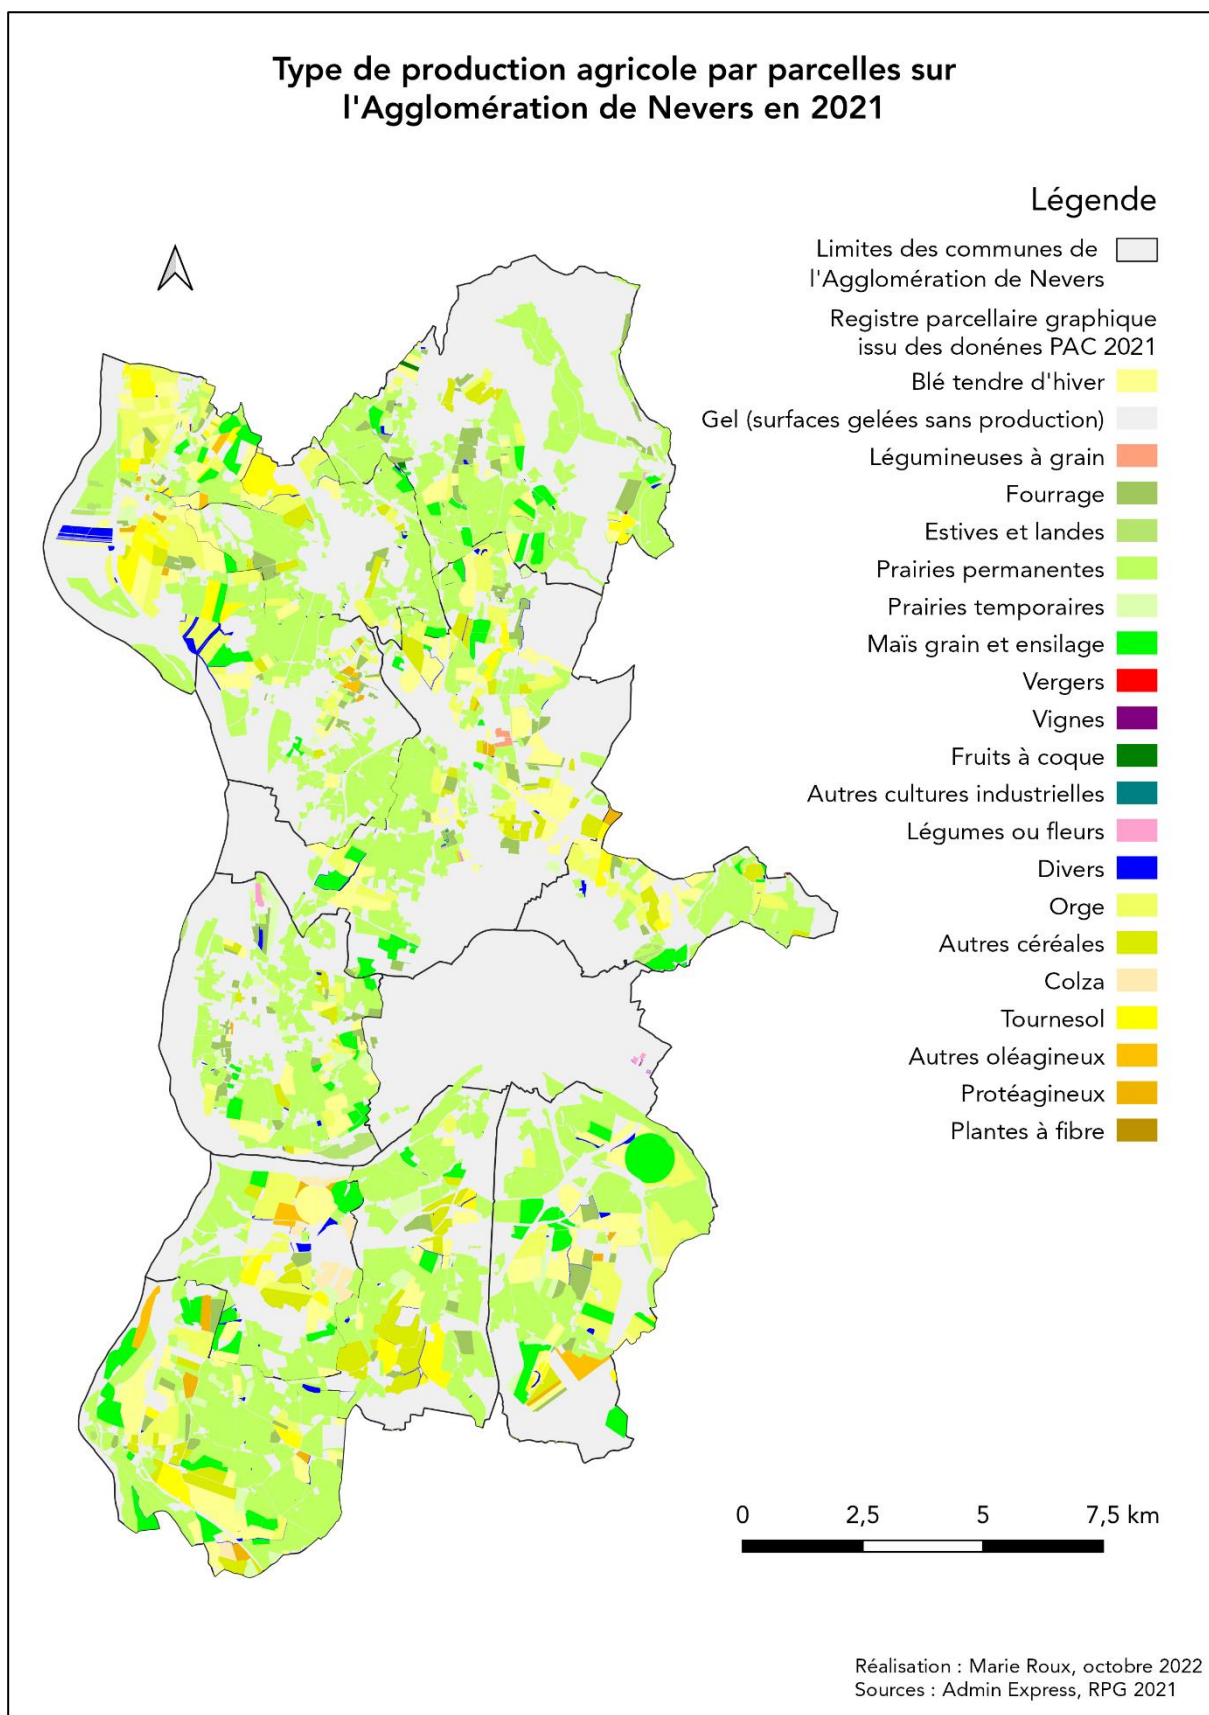 Type de production agricole par parcelles sur
l'Agglomération de Nevers en 2021
Légende
Limites des communes de
l'Agglomération de Nevers
Registre parcellaire graphique
issu des donénes PAC 2021
Blé tendre d'hiver
Gel (surfaces gelées sans production)
Légumineuses à grain
Fourrage
Estives et landes
Prairies permanentes
Prairies temporaires
Maïs grain et ensilage
Vergers
Vignes
Fruits à coque
Autres cultures industrielles
Légumes ou fleurs
Divers
Orge
Autres céréales
Colza
Tournesol
Autres oléagineux
Protéagineux
Plantes à fibre
0 2,5 5 7,5 km
Réalisation : Marie Roux, octobre 2022
Sources : Admin Express, RPG 2021